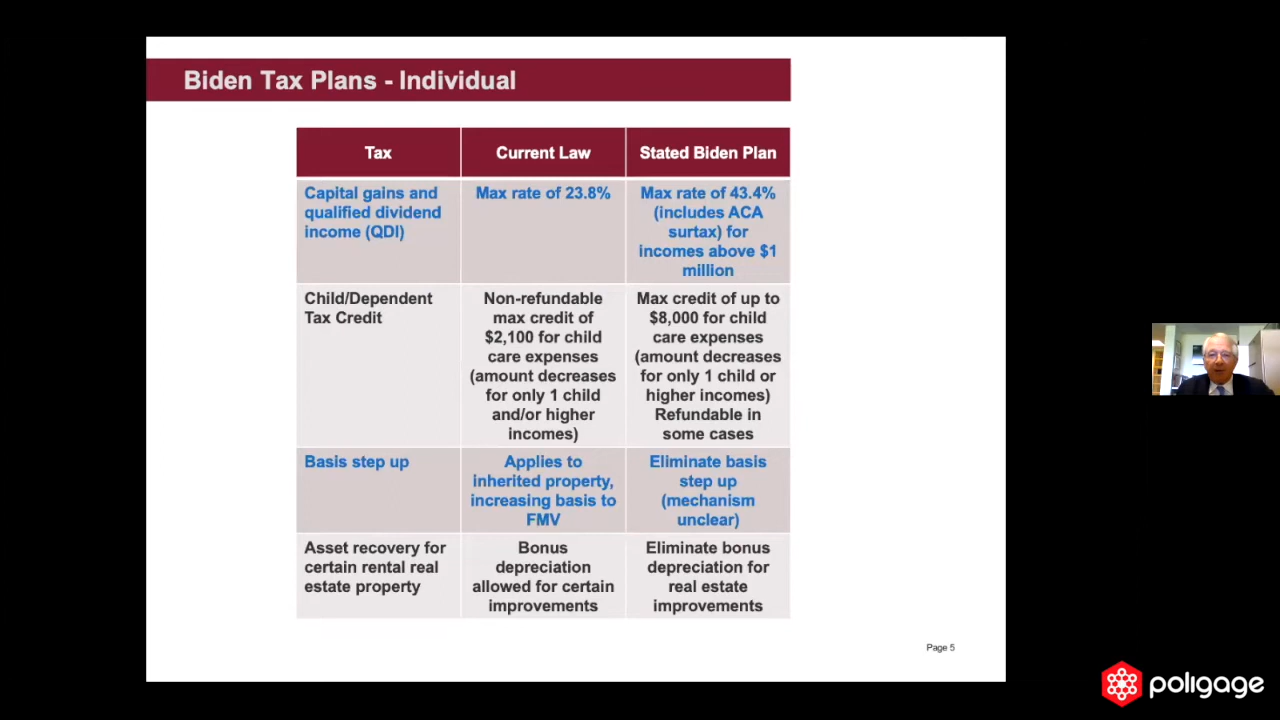 Biden Tax Plans - Individual
Tax
Current Law
Stated Biden Plan
Capital gains and
qualified dividend
income (QDI)
Max rate of 23.8%
Max rate of 43.4%
(includes ACA
surtax) for
incomes above $1
million
Child/Dependent
Tax Credit
Non-refundable
max credit of
$2,100 for child
care expenses
(amount decreases
for only 1 child
and/or higher
incomes)
Max credit of up to
$8,000 for child
care expenses
(amount decreases
for only 1 child or
higher incomes)
Refundable in
some cases
Basis step up
Applies to
inherited property,
increasing basis to
FMV
Eliminate basis
step up
(mechanism
unclear)
Asset recovery for
certain rental real
estate property
Bonus
depreciation
allowed for certain
improvements
Eliminate bonus
depreciation for
real estate
improvements
Page 5
poligage